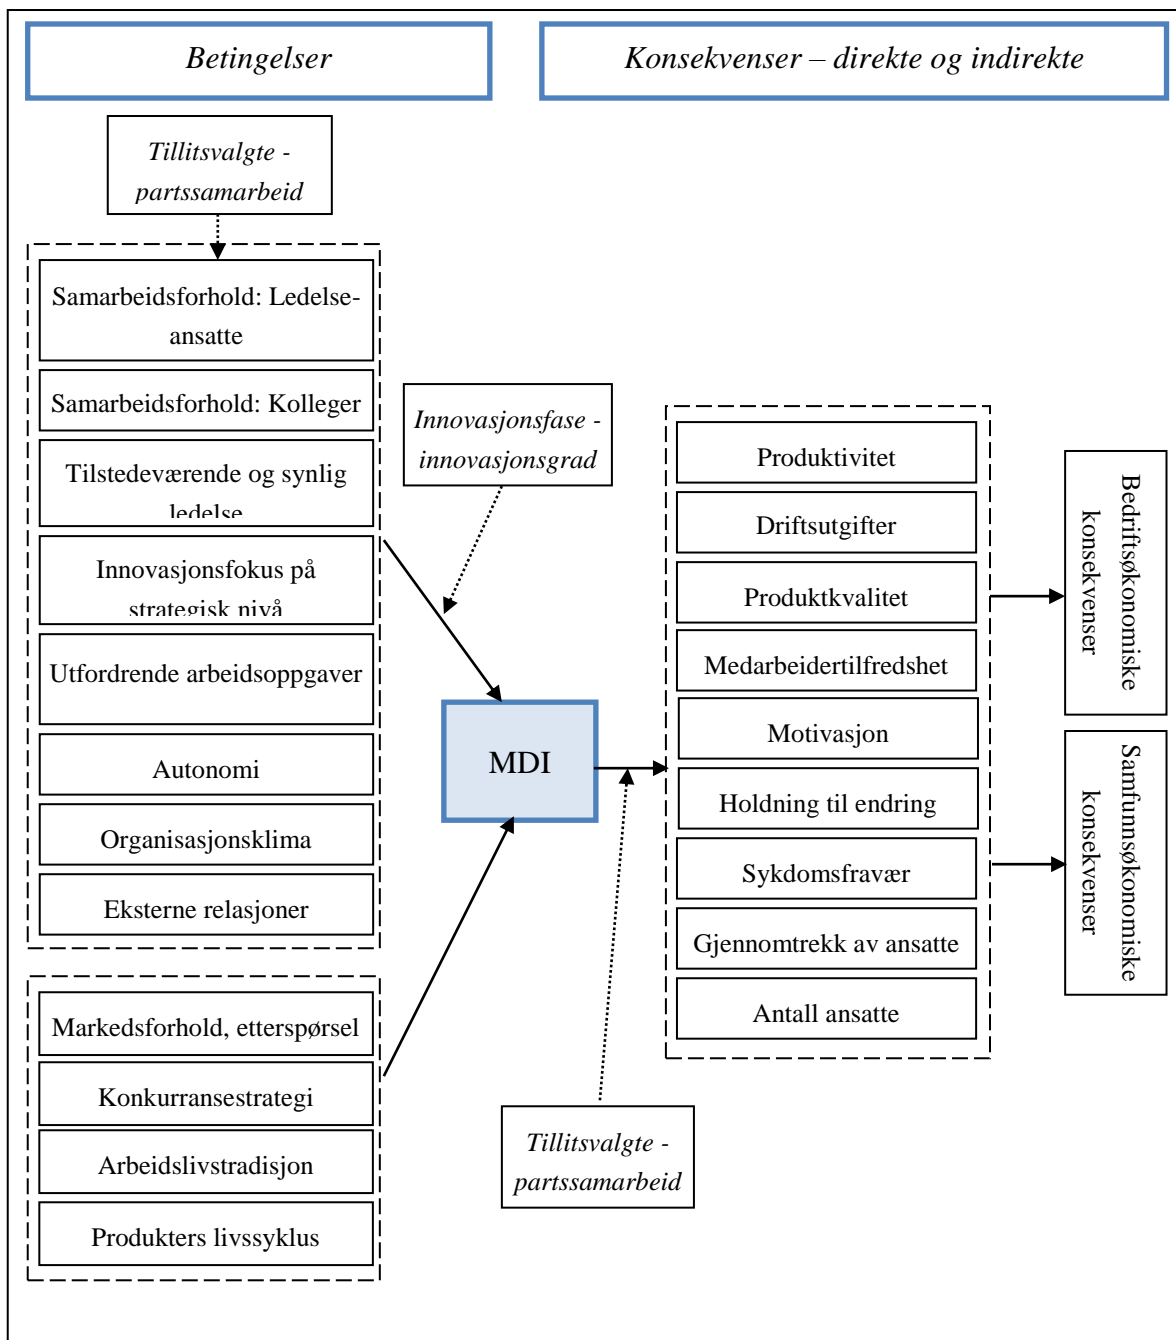 Betingelser
Konsekvenser – direkte og indirekte
Tillitsvalgte -
partssamarbeid
Samarbeidsforhold: Ledelse-
ansatte
Samarbeidsforhold: Kolleger
Tilstedeværende og synlig
ledelse
Innovasjonsfokus på
strategisk nivå
Utfordrende arbeidsoppgaver
Autonomi
Organisasjonsklima
Eksterne relasjoner
Markedsforhold, etterspørsel
Konkurransestrategi
Arbeidslivstradisjon
Produkters livssyklus
Innovasjonsfase -
innovasjonsgrad
MDI
Tillitsvalgte -
partssamarbeid
Produktivitet
Driftsutgifter
Produktkvalitet
Medarbeidertilfredshet
Motivasjon
Holdning til endring
Sykdomsfravær
Gjennomtrekk av ansatte
Antall ansatte
Bedriftsøkonomiske
konsekvenser
Samfunnsøkonomiske
konsekvenser